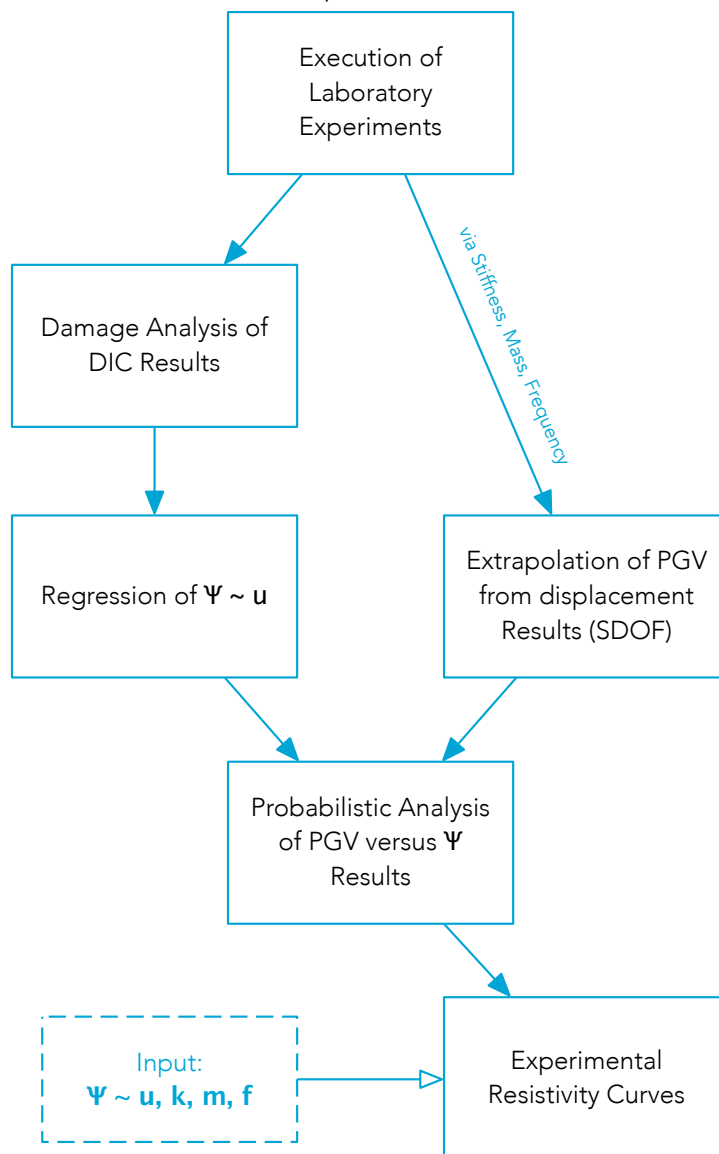 Execution of
Laboratory
Experiments
via Stiffness, Mass, Frequency
Damage Analysis of
DIC Results
Regression of Ψ ~ u
Extrapolation of PGV
from displacement
Results (SDOF)
Probabilistic Analysis
of PGV versus Ψ
Results
Input:
Ψ ~ u, k, m, f
Experimental
Resistivity Curves